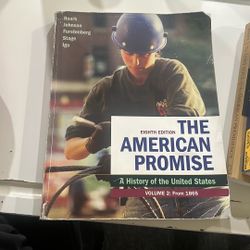 Roark
Johnson
Furstenberg
Stage
Igo
EIGHTH EDITION
THE
AMERICAN
PROMISE
A History of the United States
VOLUME 2: From 1865